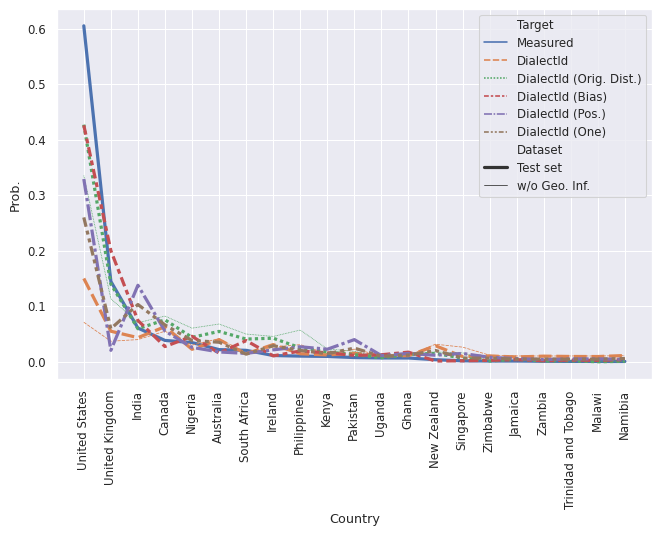 Target
Measured
DialectId
DialectId (Orig. Dist.)
DialectId (Bias)
DialectId (Pos.)
DialectId (One)
Dataset
Test set
w/o Geo. Inf.
Prob.
0.6
0.5
0.4
0.3
0.2
0.1
0.0
United States
United Kingdom
India
Canada
Nigeria
Australia
South Africa
Ireland
Philippines
Kenya
Pakistan
Uganda
Ghana
New Zealand
Singapore
Zimbabwe
Jamaica
Zambia
Trinidad and Tobago
Malawi
Namibia
Country